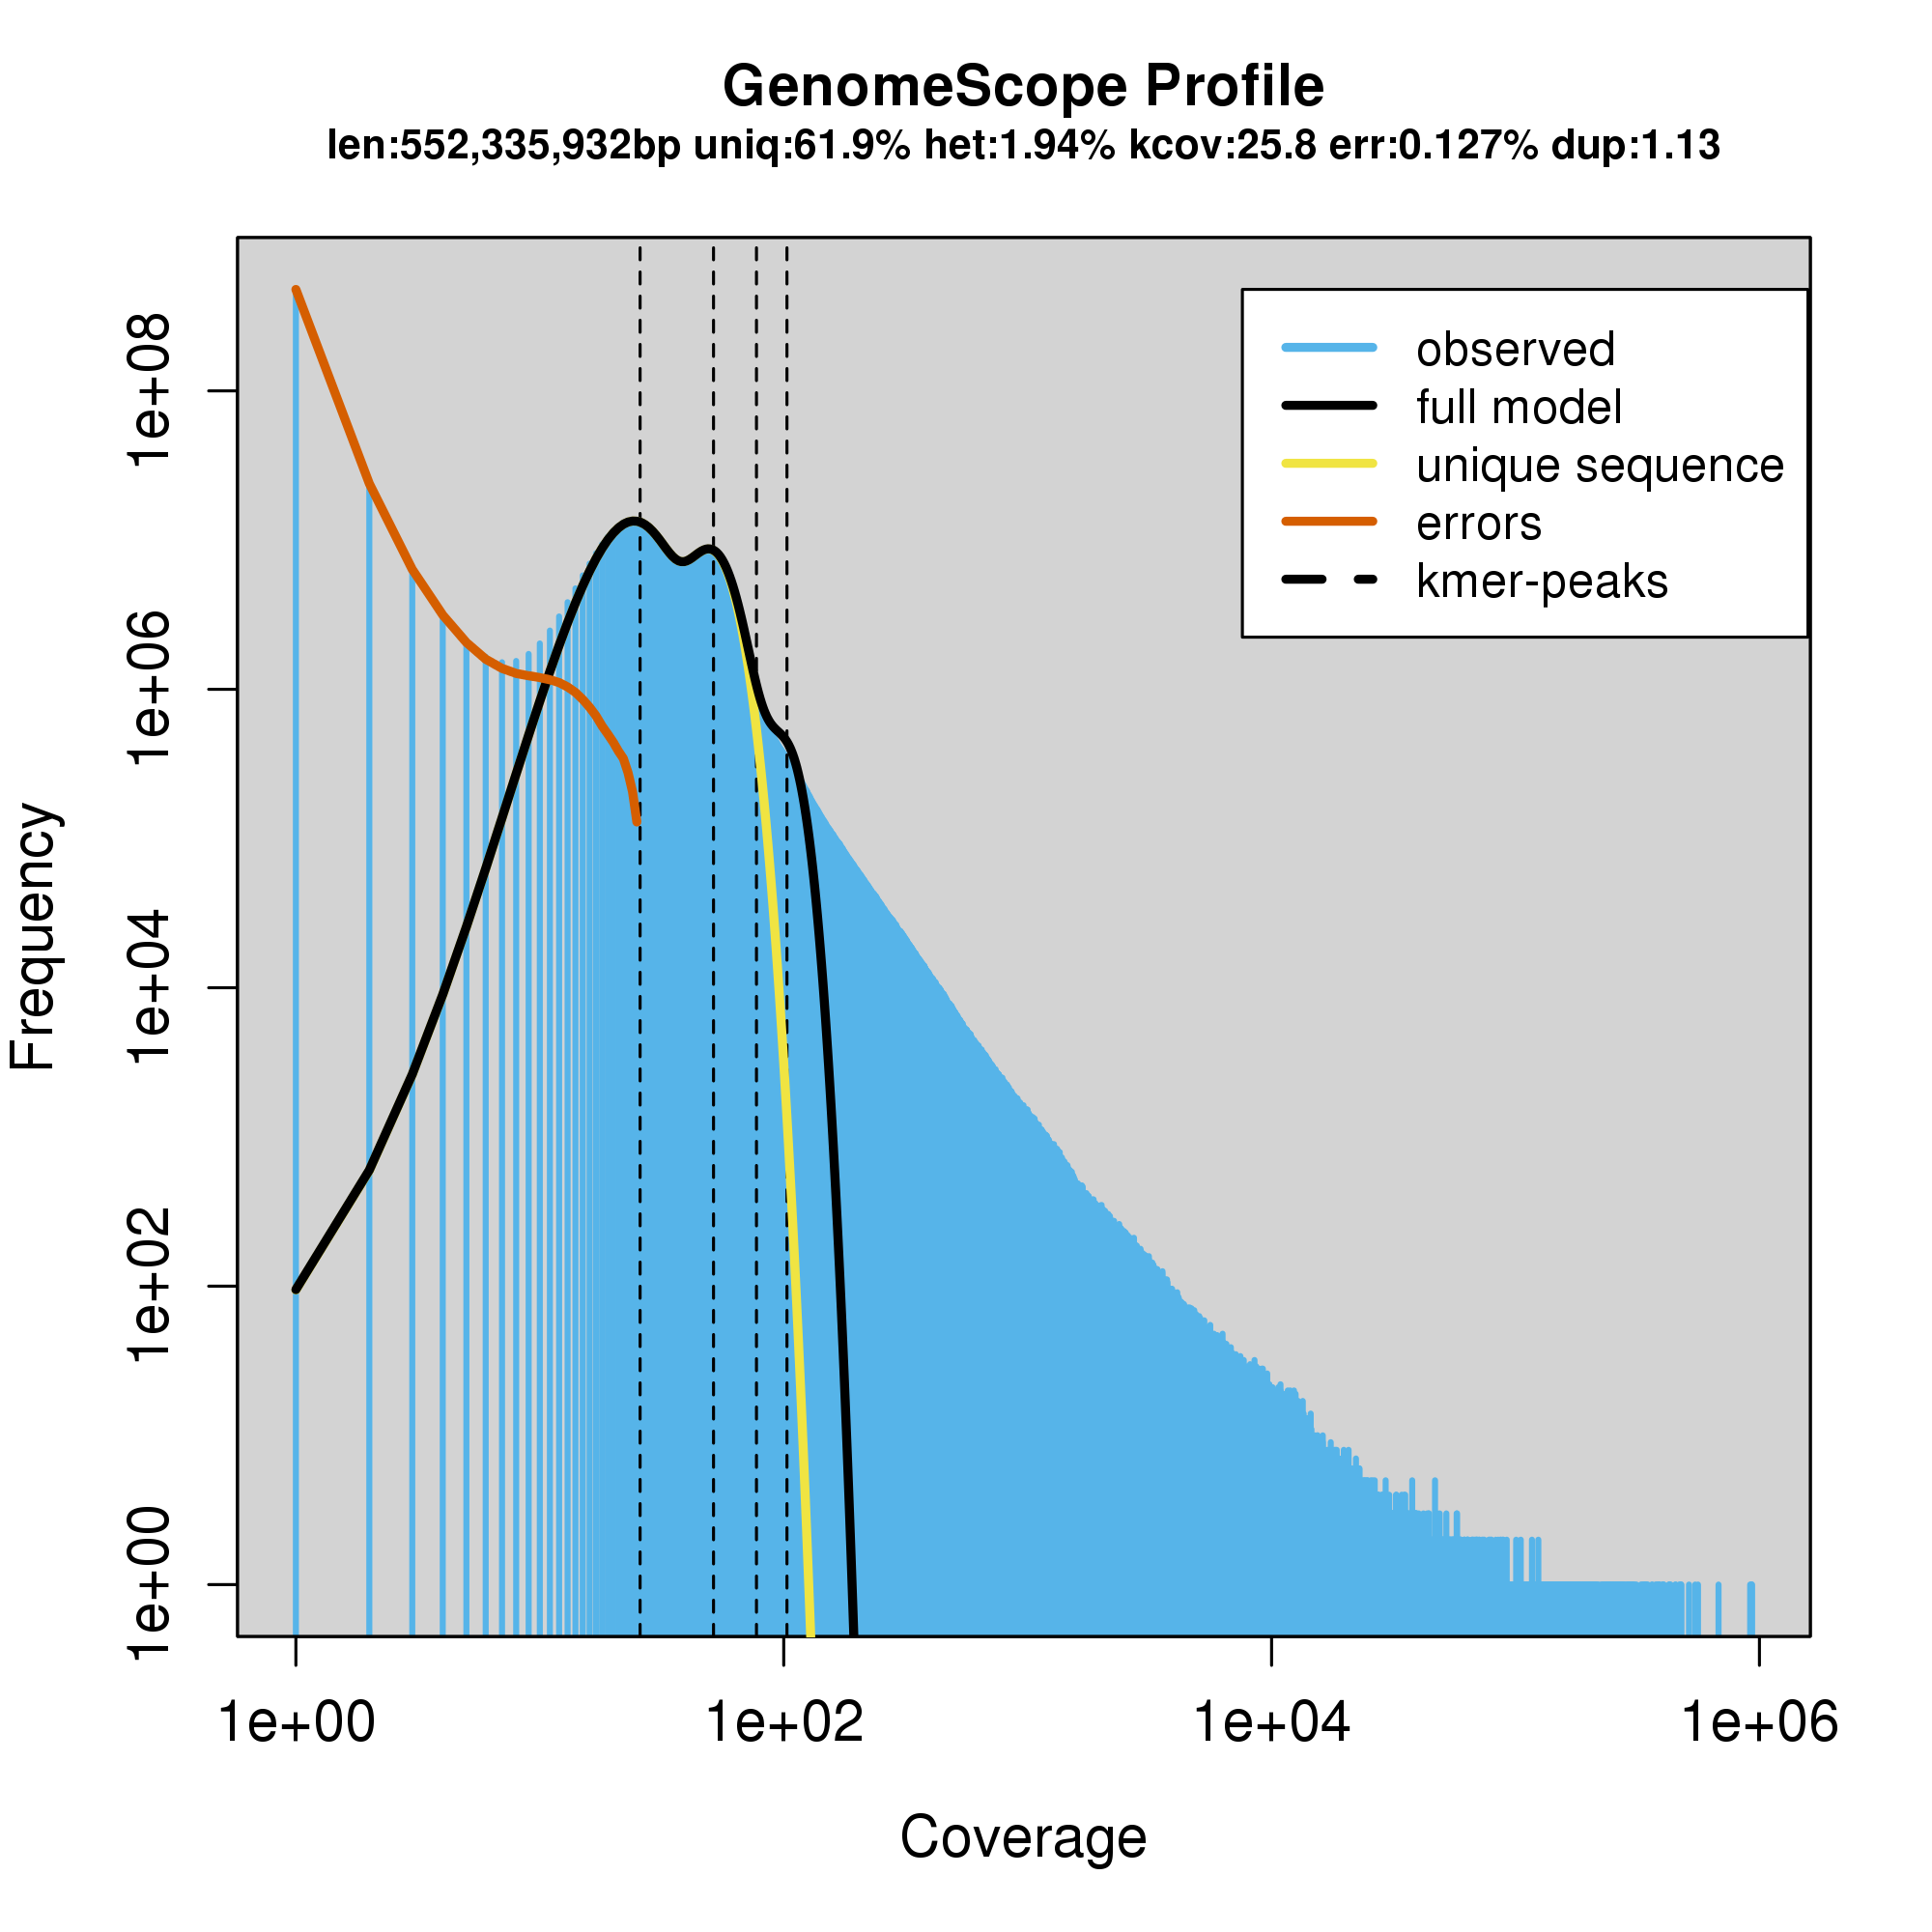 GenomeScope Profile
len:552,335,932bp uniq:61.9% het:1.94% kcov:25.8 err:0.127% dup:1.13
observed
full model
unique sequence
errors
kmer-peaks
Frequency
1e+08
1e+06
1e+04
1e+02
1e+00
1e+00 1e+02 1e+04 1e+06
Coverage